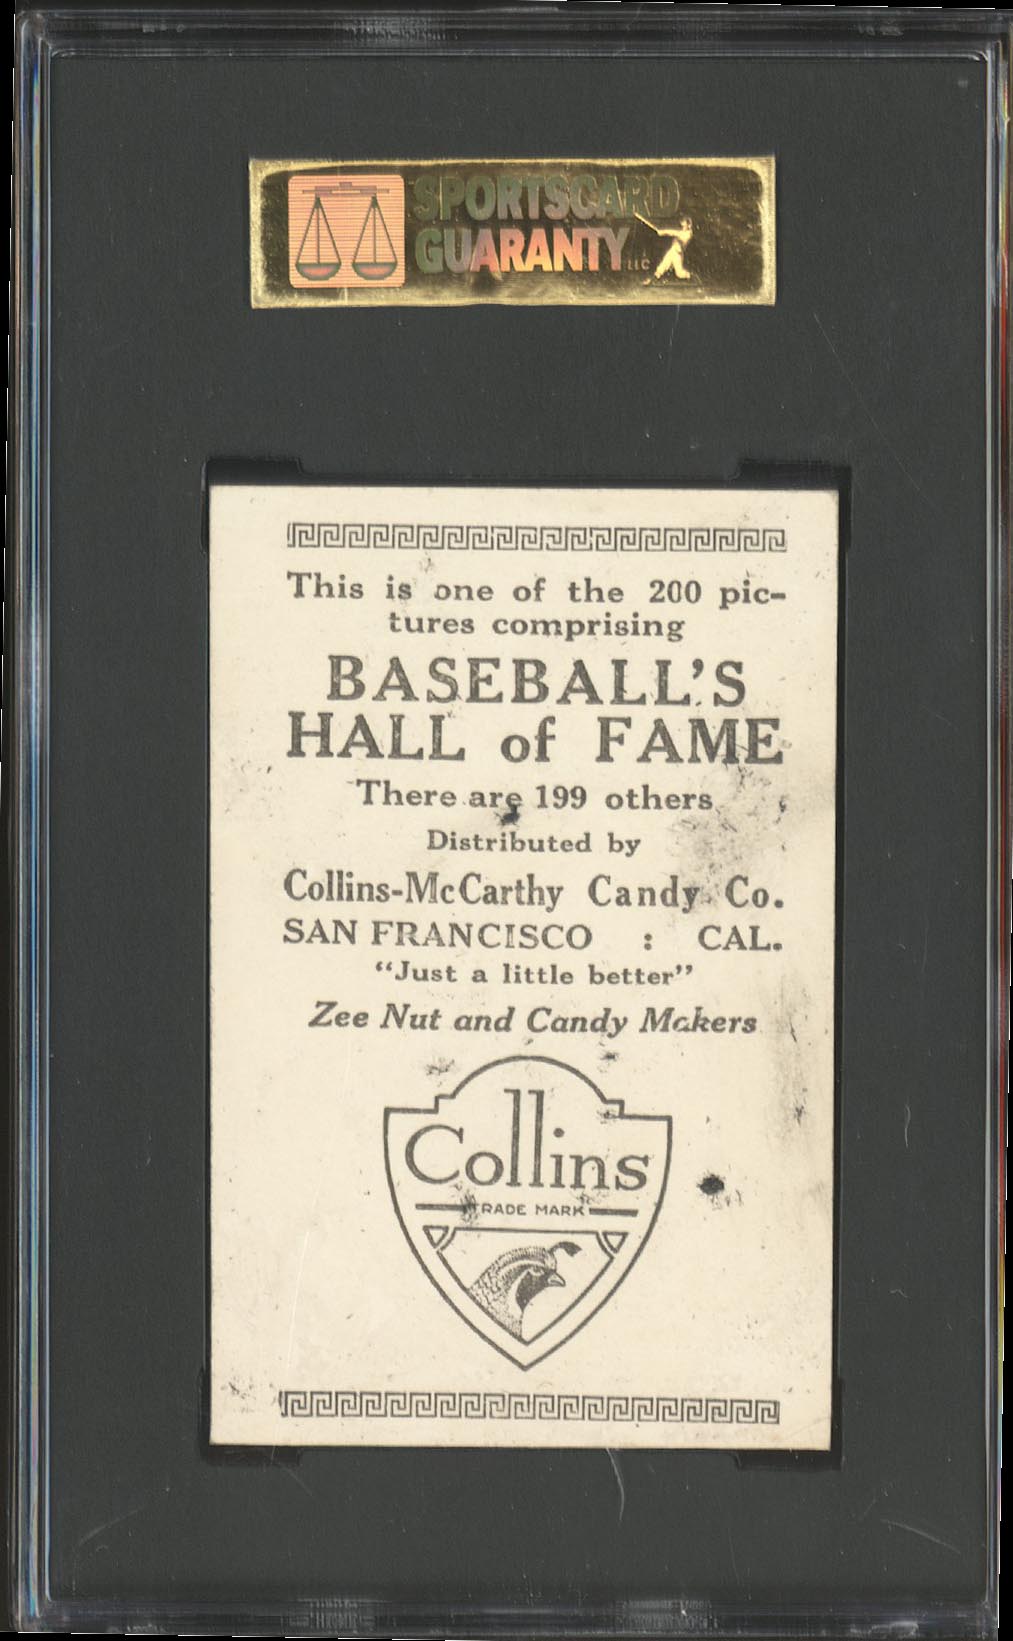 SPORTSCARD
GUARANTY LLC
This is one of the 200 pic-
tures comprising
BASEBALL'S
HALL of FAME
There are 199 others
Distributed by
Collins-McCarthy Candy Co.
SAN FRANCISCO : CAL.
"Just a little better"
Zee Nut and Candy Makers
Collins
TRADE MARK